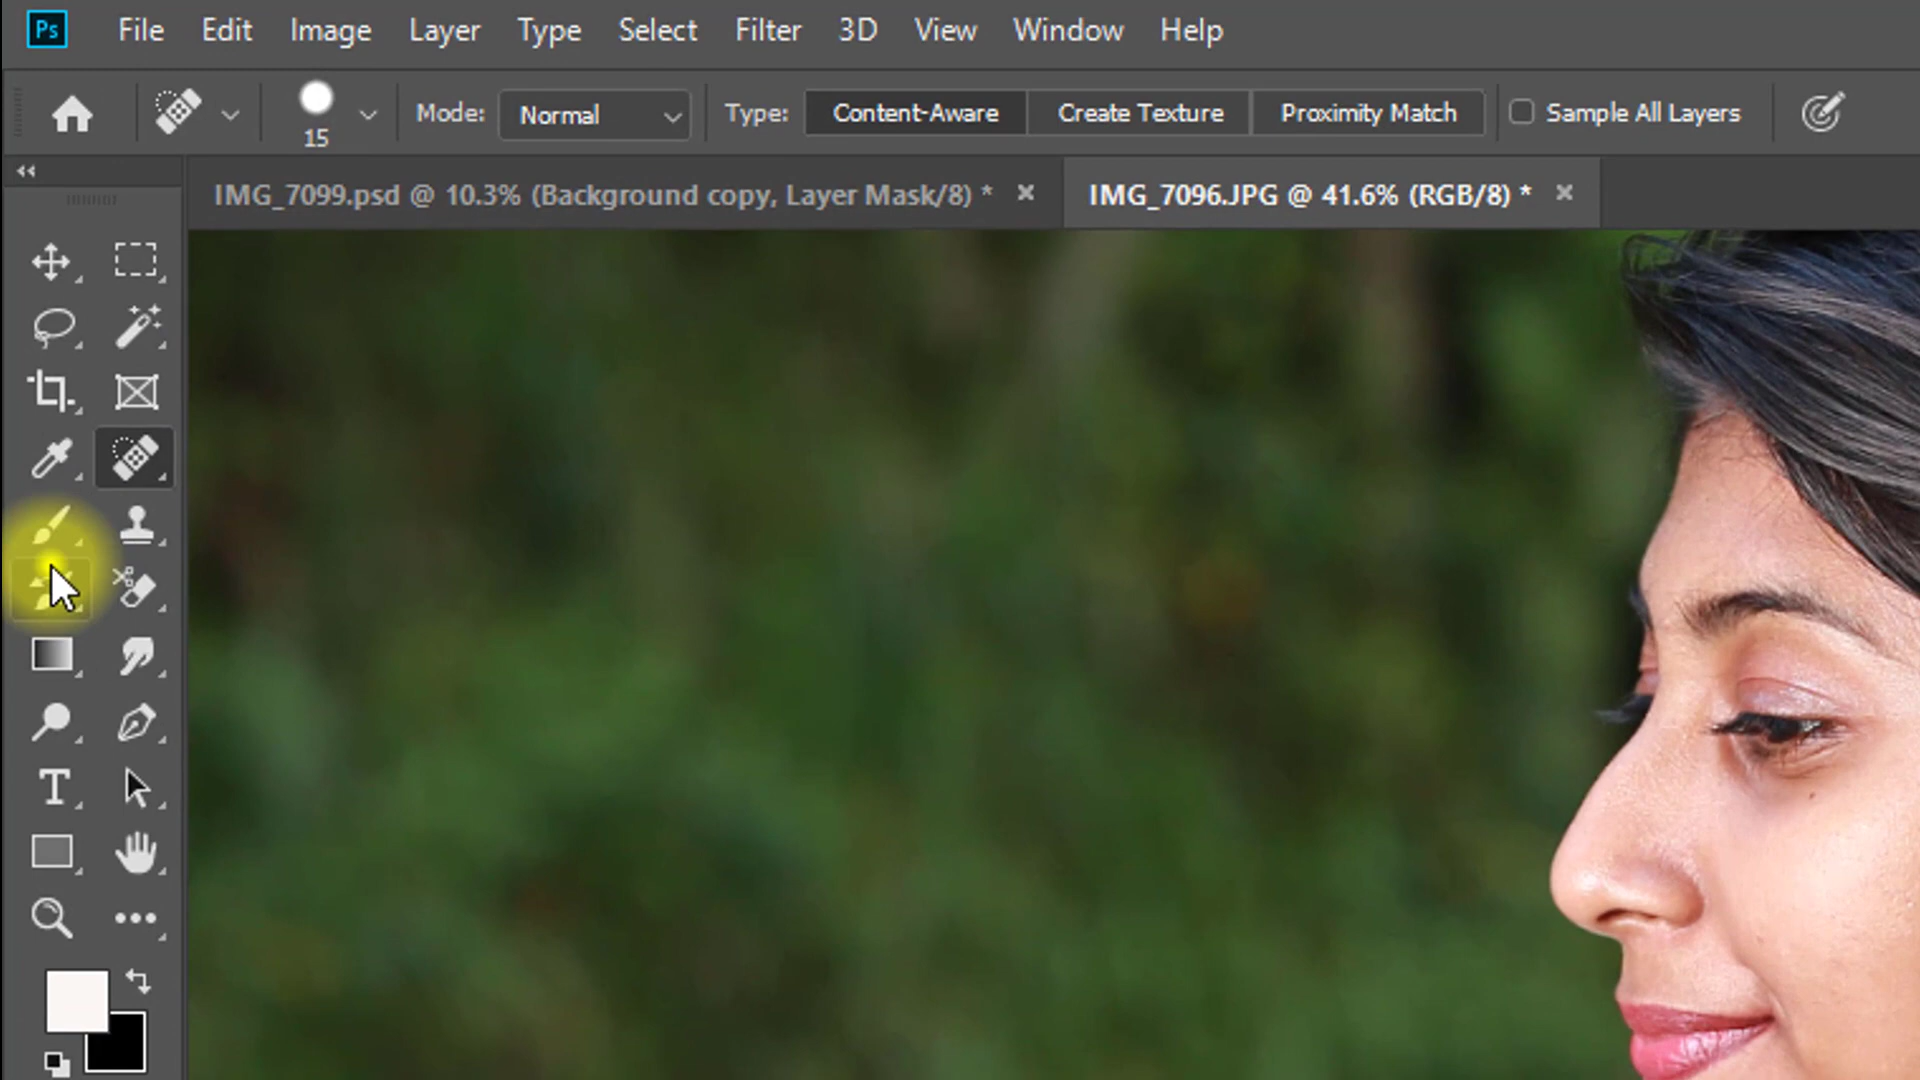 Ps File Edit Image Layer Type Select Filter 3D View Window Help
15 Mode: Normal Type: Content-Aware Create Texture Proximity Match Sample All Layers
IMG_7099.psd @ 10.3% (Background copy, Layer Mask/8) * × IMG_7096.JPG @ 41.6% (RGB/8) * ×
T